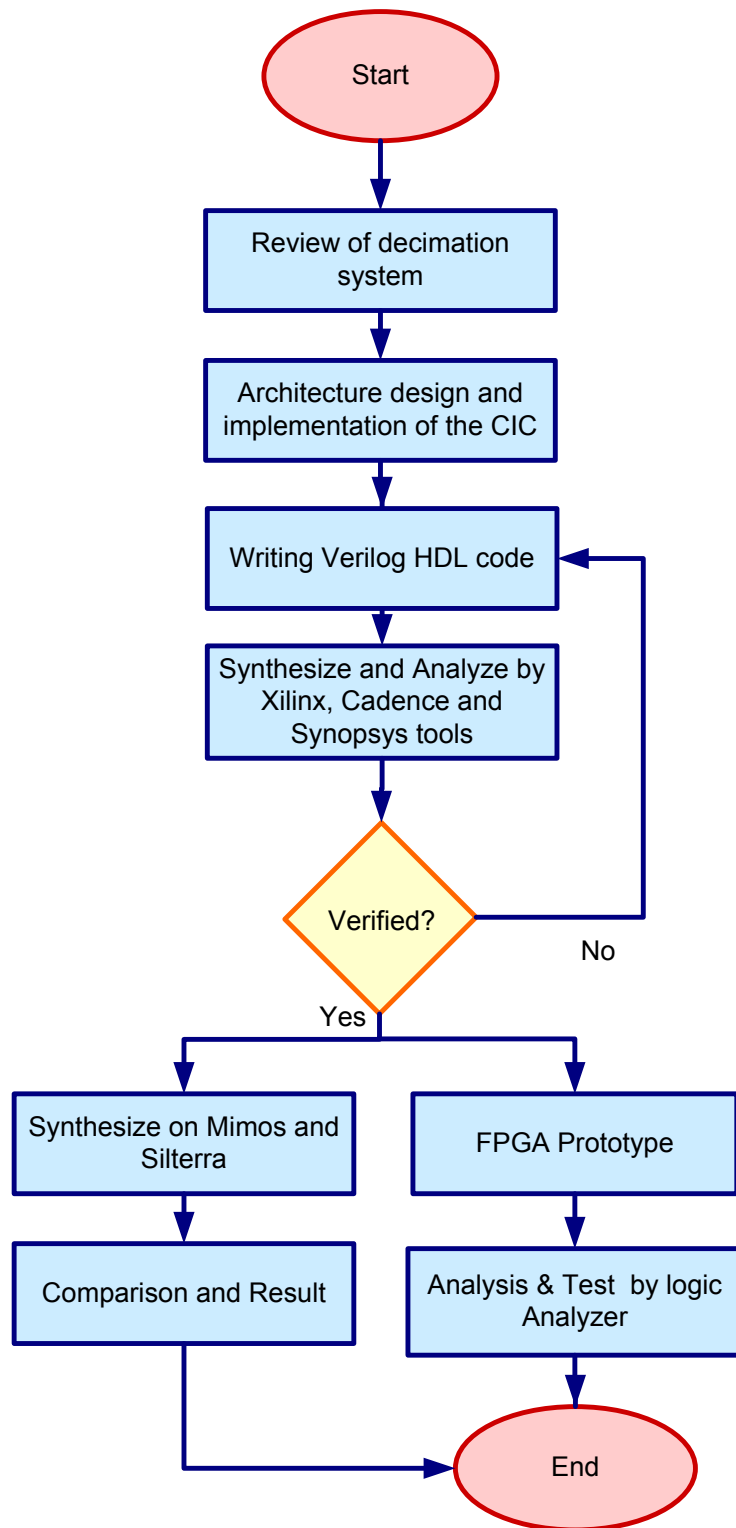 Start
Review of decimation
system
Architecture design and
implementation of the CIC
Writing Verilog HDL code
Synthesize and Analyze by
Xilinx, Cadence and
Synopsys tools
Verified?
No
Yes
Synthesize on Mimos and
Silterra
FPGA Prototype
Comparison and Result
Analysis & Test by logic
Analyzer
End